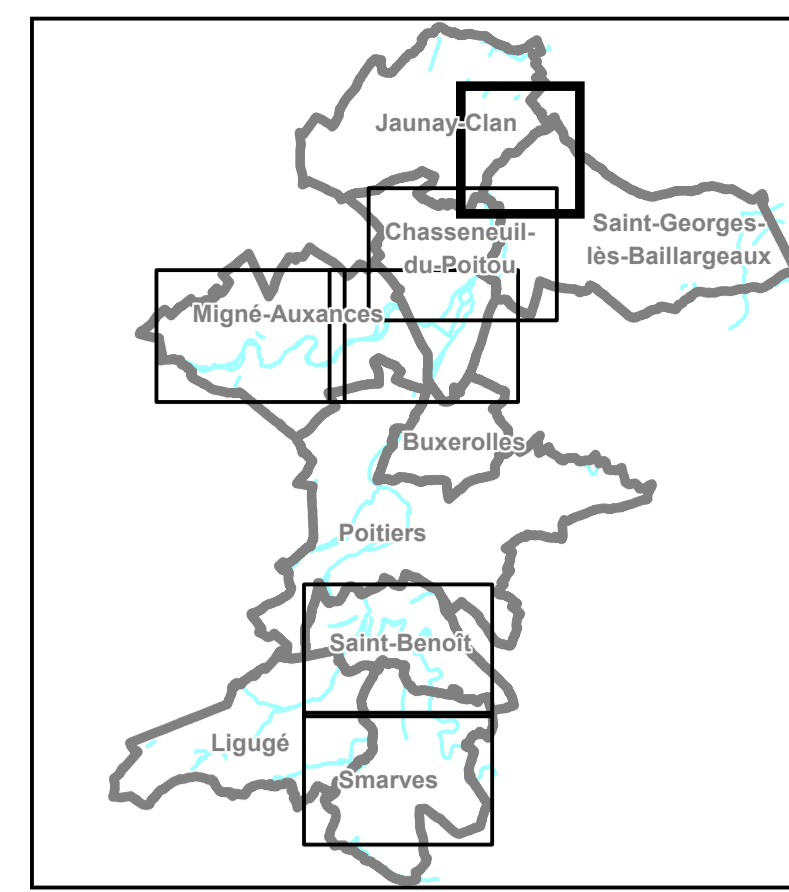 Jaunay-Clan
Saint-Georges-
lès-Baillargeaux
Chasseneuil-
du-Poitou
Migné-Auxances
Buxerolles
Poitiers
Saint-Benoît
Ligugé
Smarves